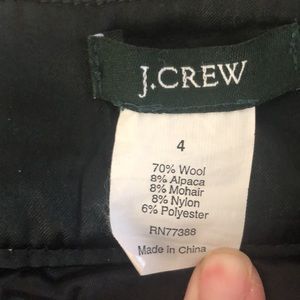 J.CREW
4
70% Wool
8% Alpaca
8% Mohair
8% Nylon
6% Polyester
RN77388
Made in China